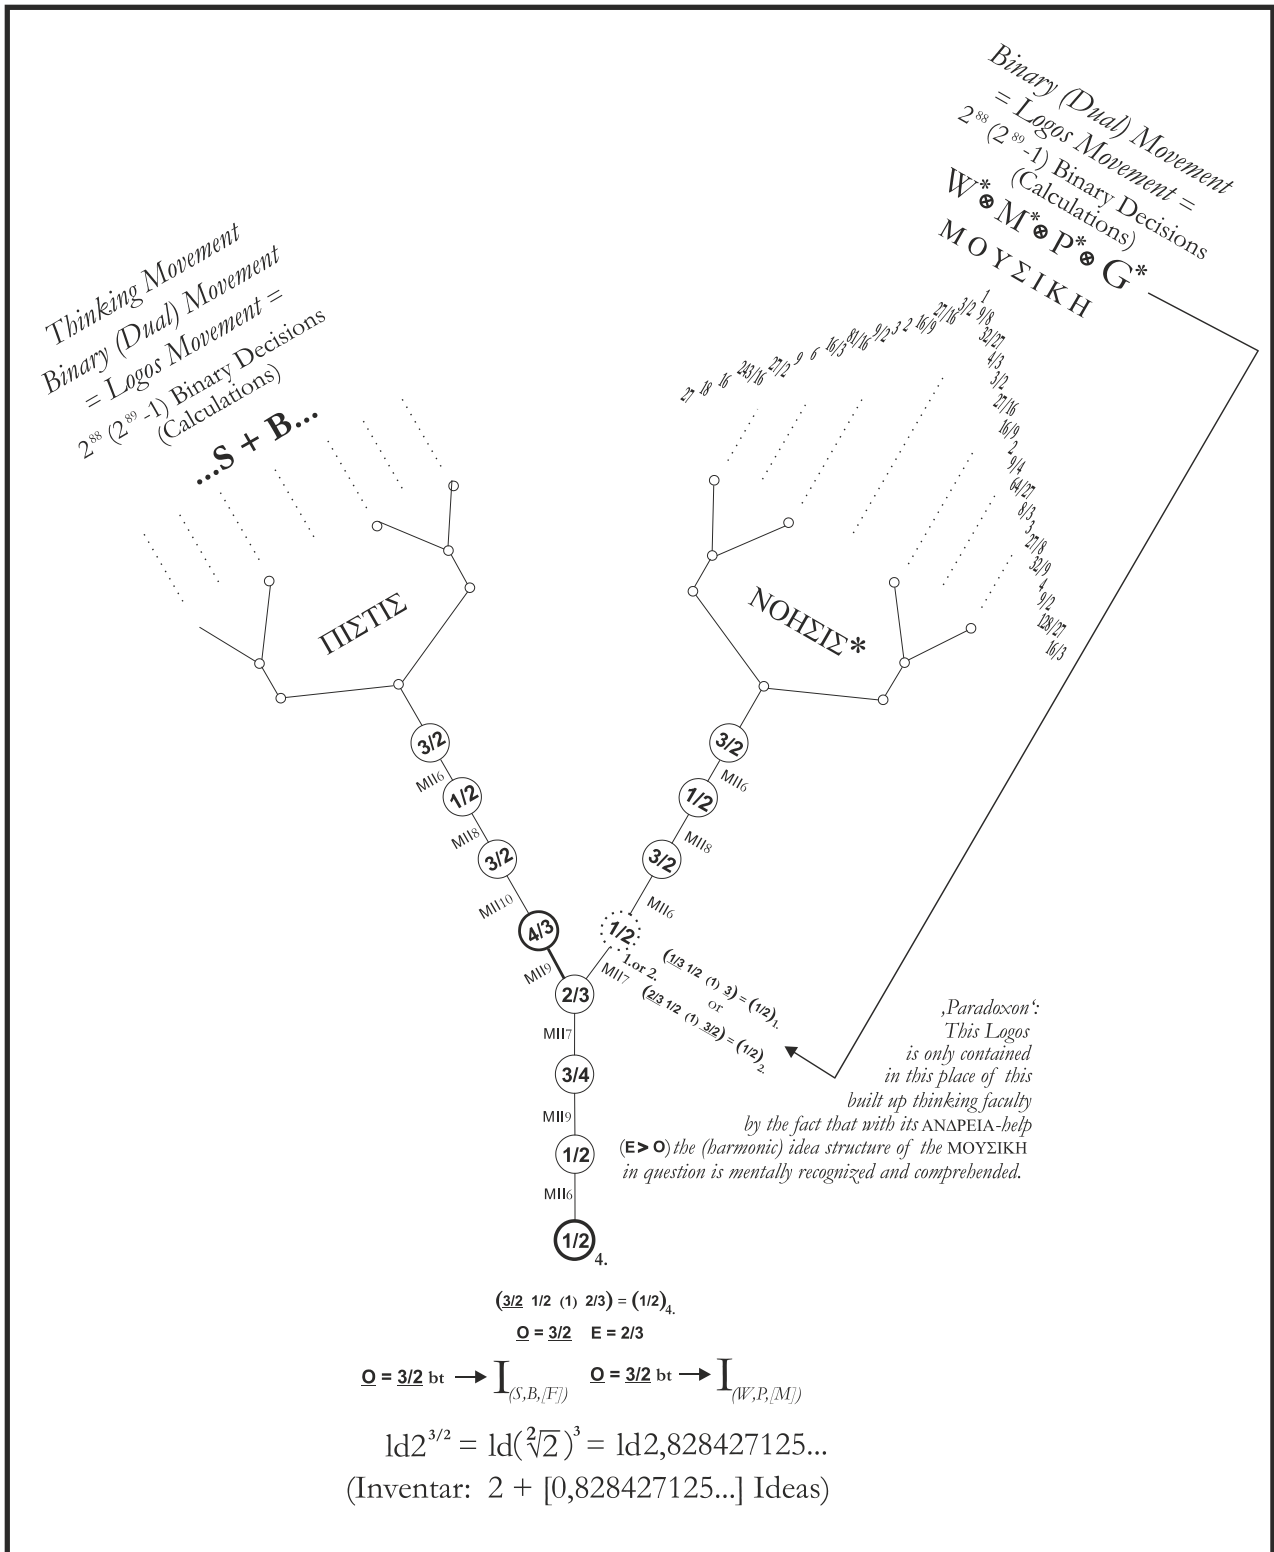 Binary (Dual) Movement
= Logos Movement =
2^88 (2^89 -1) Binary Decisions
(Calculations)
W*⊗M*⊗P*⊗G*
ΜΟΥΣΙΚΗ
Thinking Movement
Binary (Dual) Movement
= Logos Movement =
2^88 (2^89 -1) Binary Decisions
(Calculations)
...S + B...
27 18 16 243/16 27/2 9 6 16/3 81/16 9/2 3 2 16/9 27/16 3/2 1
9/8
32/27
4/3
3/2
27/16
16/9
2
9/4
64/27
8/3
3
27/8
32/9
4
9/2
128/27
16/3
ΠΙΣΤΙΣ
ΝΟΗΣΙΣ*
3/2
MII6
1/2
MII8
3/2
MII10
4/3
MII9
3/2
MII6
1/2
MII8
3/2
MII6
1/2
1.or 2.
MII7
(1/3 1/2 (1) 3) = (1/2)1.
or
(2/3 1/2 (1) 3/2) = (1/2)2.
2/3
MII7
3/4
MII9
1/2
MII6
1/2
4.
‚Paradoxon‘:
This Logos
is only contained
in this place of this
built up thinking faculty
by the fact that with its ΑΝΔΡΕΙΑ-help
(E > O) the (harmonic) idea structure of the ΜΟΥΣΙΚΗ
in question is mentally recognized and comprehended.
(3/2 1/2 (1) 2/3) = (1/2)4.
O = 3/2 E = 2/3
O = 3/2 bt → I(S,B,[F]) O = 3/2 bt → I(W,P,[M])
ld2^3/2 = ld(²√2)³ = ld2,828427125...
(Inventar: 2 + [0,828427125...] Ideas)